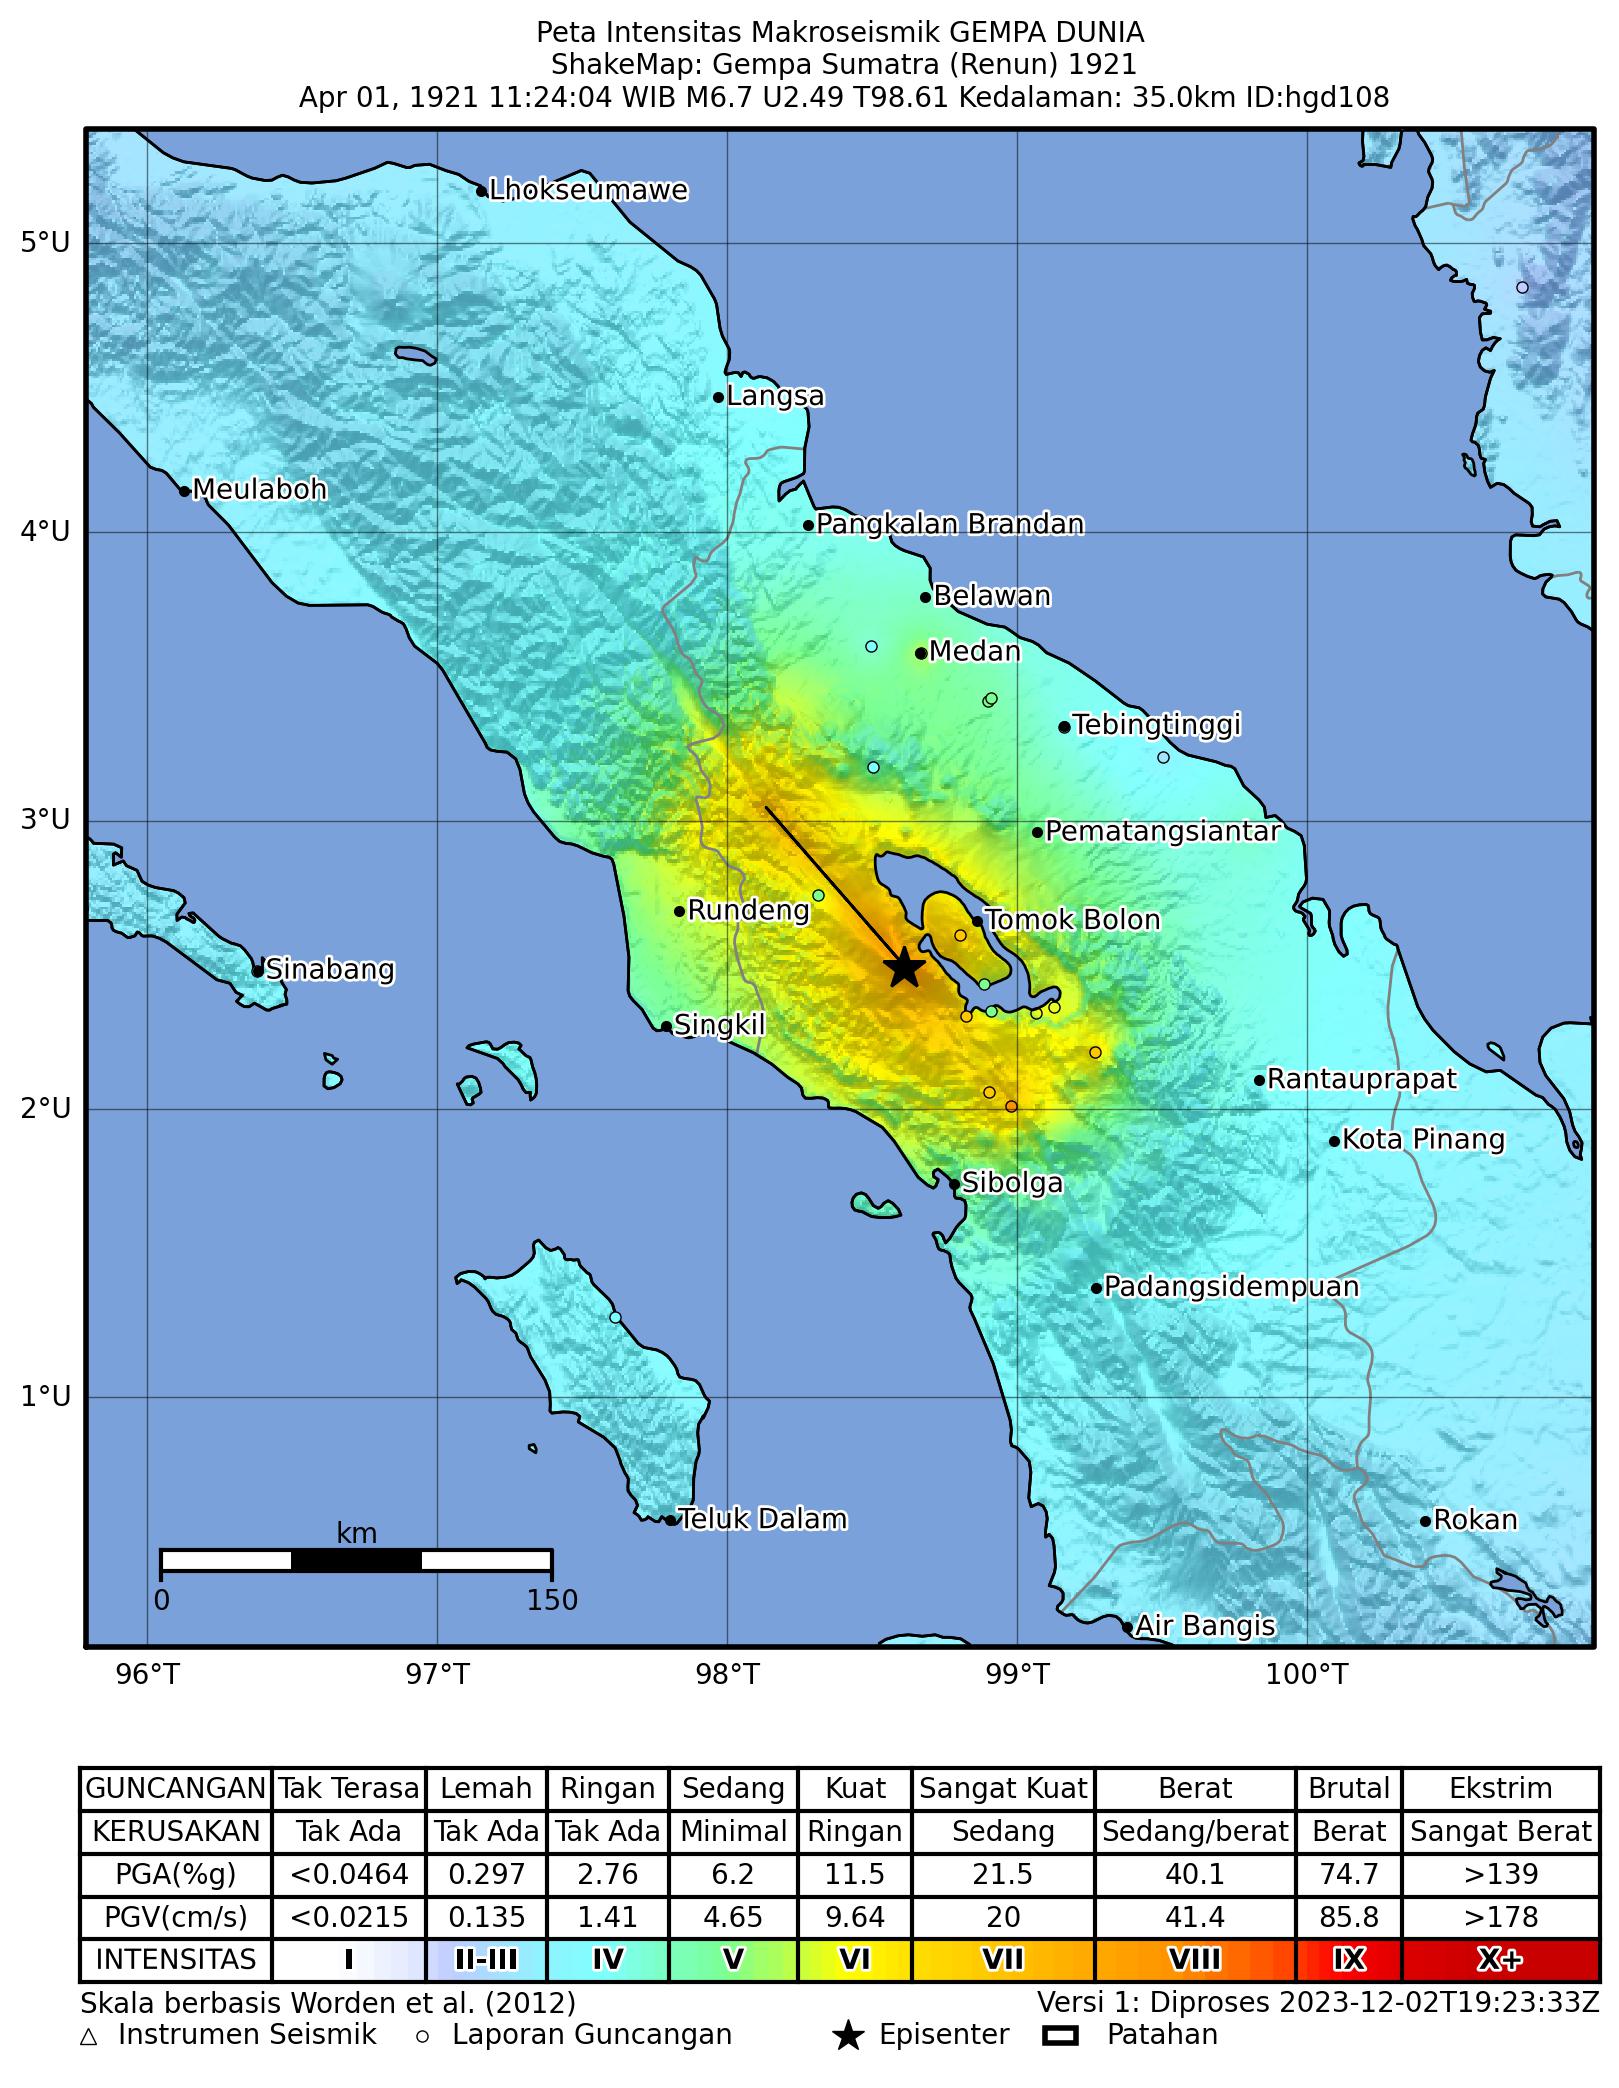 Peta Intensitas Makroseismik GEMPA DUNIA
ShakeMap: Gempa Sumatra (Renun) 1921
Apr 01, 1921 11:24:04 WIB M6.7 U2.49 T98.61 Kedalaman: 35.0km ID:hgd108
Lhokseumawe
5°U
Langsa
Meulaboh
4°U
Pangkalan Brandan
Belawan
Medan
Tebingtinggi
3°U
Pematangsiantar
Rundeng
Tomok Bolon
Sinabang
Singkil
2°U
Rantauprapat
Kota Pinang
Sibolga
Padangsidempuan
1°U
Teluk Dalam
Rokan
km
0 150
Air Bangis
96°T 97°T 98°T 99°T 100°T
GUNCANGAN Tak Terasa Lemah Ringan Sedang Kuat Sangat Kuat Berat Brutal Ekstrim
KERUSAKAN Tak Ada Tak Ada Tak Ada Minimal Ringan Sedang Sedang/berat Berat Sangat Berat
PGA(%g) <0.0464 0.297 2.76 6.2 11.5 21.5 40.1 74.7 >139
PGV(cm/s) <0.0215 0.135 1.41 4.65 9.64 20 41.4 85.8 >178
INTENSITAS I II-III IV V VI VII VIII IX X+
Skala berbasis Worden et al. (2012) Versi 1: Diproses 2023-12-02T19:23:33Z
Instrumen Seismik Laporan Guncangan Episenter Patahan